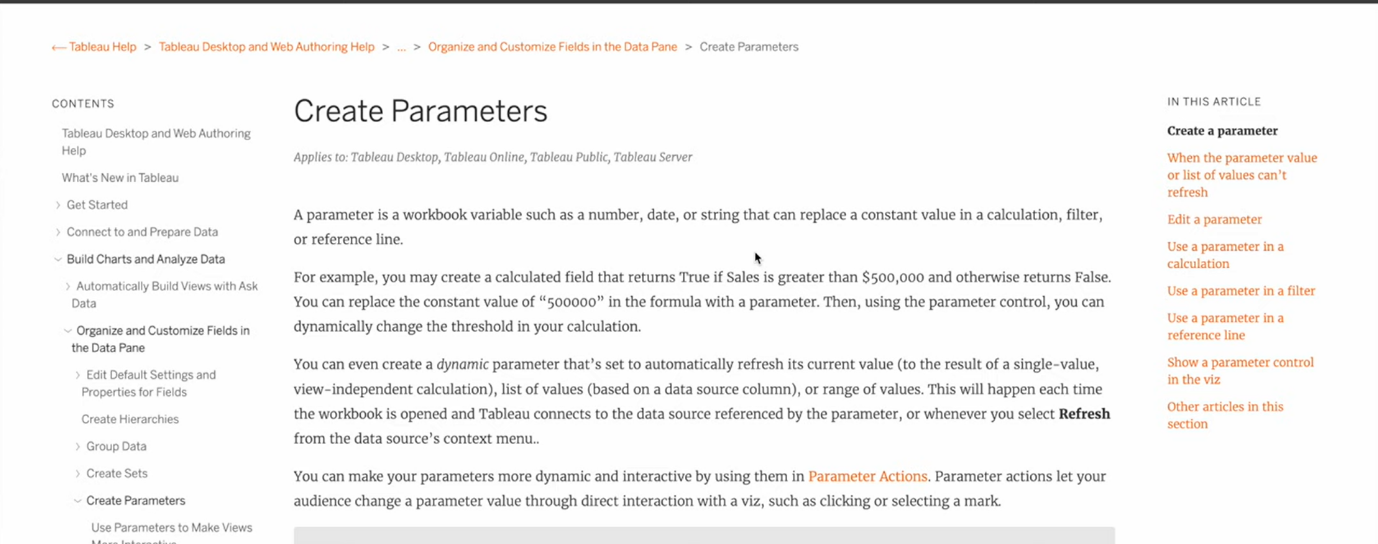 ← Tableau Help > Tableau Desktop and Web Authoring Help > ... > Organize and Customize Fields in the Data Pane > Create Parameters
CONTENTS
Tableau Desktop and Web Authoring
Help
What's New in Tableau
Get Started
Connect to and Prepare Data
Build Charts and Analyze Data
Automatically Build Views with Ask
Data
Organize and Customize Fields in
the Data Pane
Edit Default Settings and
Properties for Fields
Create Hierarchies
Group Data
Create Sets
Create Parameters
Use Parameters to Make Views
More Interactive
Create Parameters
Applies to: Tableau Desktop, Tableau Online, Tableau Public, Tableau Server
A parameter is a workbook variable such as a number, date, or string that can replace a constant value in a calculation, filter,
or reference line.
For example, you may create a calculated field that returns True if Sales is greater than $500,000 and otherwise returns False.
You can replace the constant value of “500000” in the formula with a parameter. Then, using the parameter control, you can
dynamically change the threshold in your calculation.
You can even create a dynamic parameter that’s set to automatically refresh its current value (to the result of a single-value,
view-independent calculation), list of values (based on a data source column), or range of values. This will happen each time
the workbook is opened and Tableau connects to the data source referenced by the parameter, or whenever you select Refresh
from the data source’s context menu..
You can make your parameters more dynamic and interactive by using them in Parameter Actions. Parameter actions let your
audience change a parameter value through direct interaction with a viz, such as clicking or selecting a mark.
IN THIS ARTICLE
Create a parameter
When the parameter value
or list of values can’t
refresh
Edit a parameter
Use a parameter in a
calculation
Use a parameter in a filter
Use a parameter in a
reference line
Show a parameter control
in the viz
Other articles in this
section